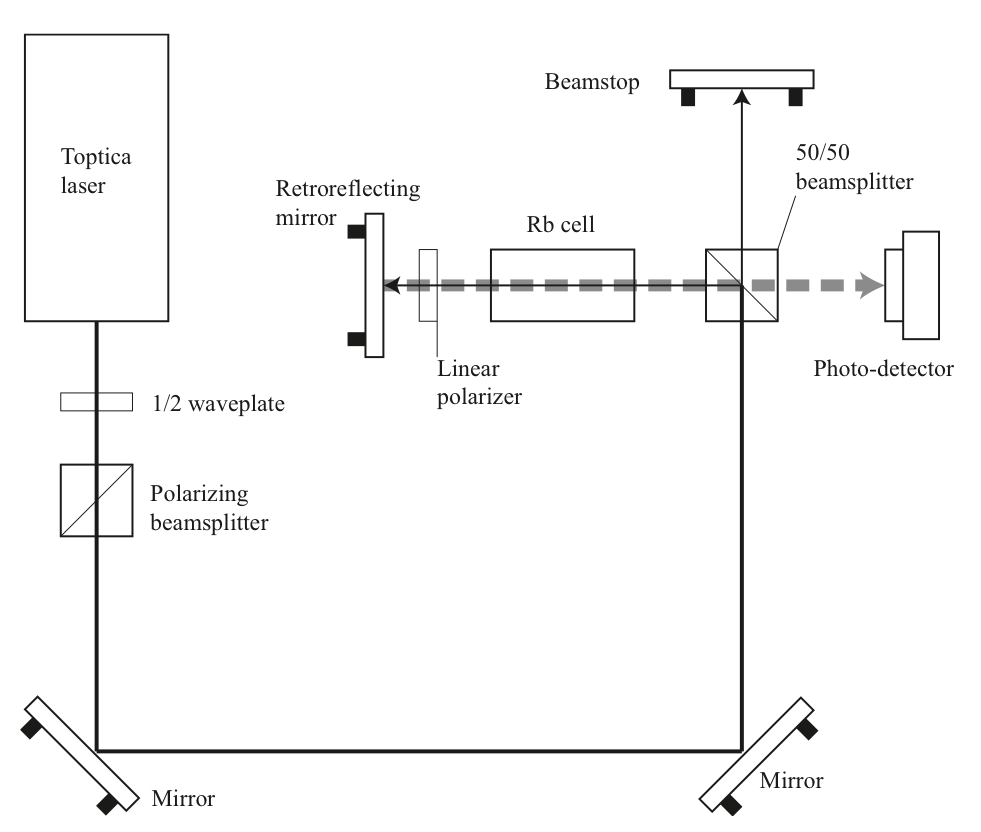 Beamstop
50/50
beamsplitter
Toptica
laser
Retroreflecting
mirror
Rb cell
Linear
polarizer
Photo-detector
1/2 waveplate
Polarizing
beamsplitter
Mirror
Mirror